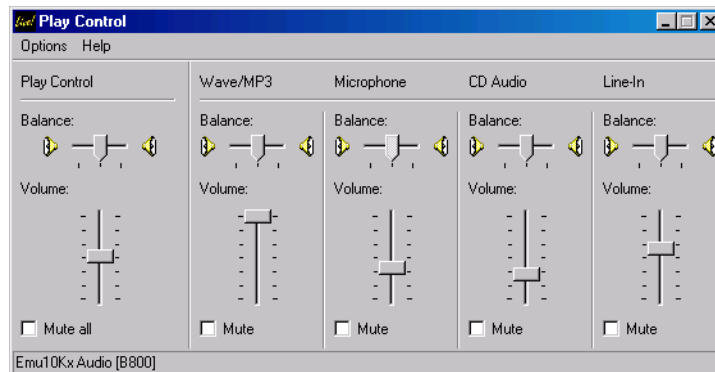 Live! Play Control
Options Help
Play Control Wave/MP3 Microphone CD Audio Line-In
Balance: Balance: Balance: Balance: Balance:
Volume: Volume: Volume: Volume: Volume:
Mute all Mute Mute Mute Mute
Emu10Kx Audio [B800]